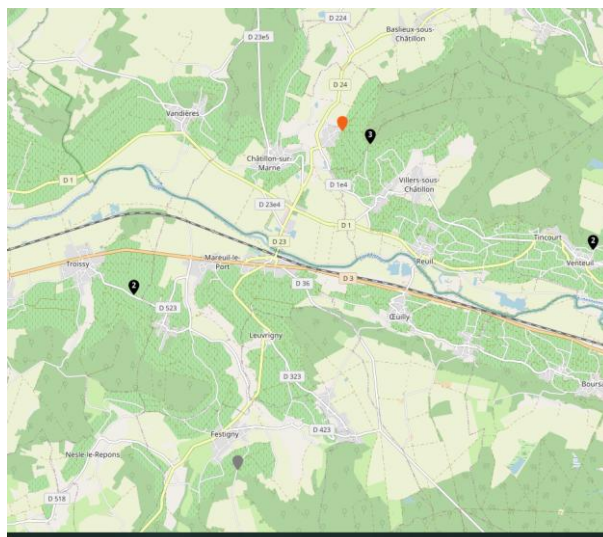 D 224
Baslieux-sous-
Châtillon
D 23e5
D 24
Vandières
3
Châtillon-sur-
Marne
D 1
D 1e4
Villers-sous-
Châtillon
D 23e4
D 1
D 23
Tincourt
2
Venteuil
Troissy
Mareuil-le-
Port
Reuil
D 3
2
D 36
D 523
Œuilly
Leuvrigny
D 323
Boursa
Festigny
D 423
Nesle-le-Repons
D 518